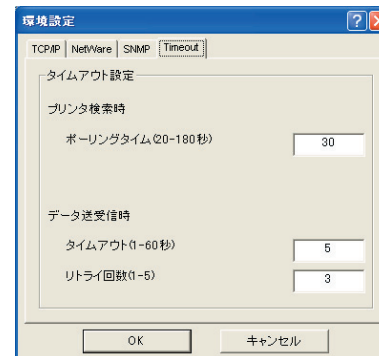 環境設定
TCP/IP NetWare SNMP Timeout
タイムアウト設定
プリンタ検索時
ポーリングタイム(20-180秒) 30
データ送受信時
タイムアウト(1-60秒) 5
リトライ回数(1-5) 3
OK キャンセル